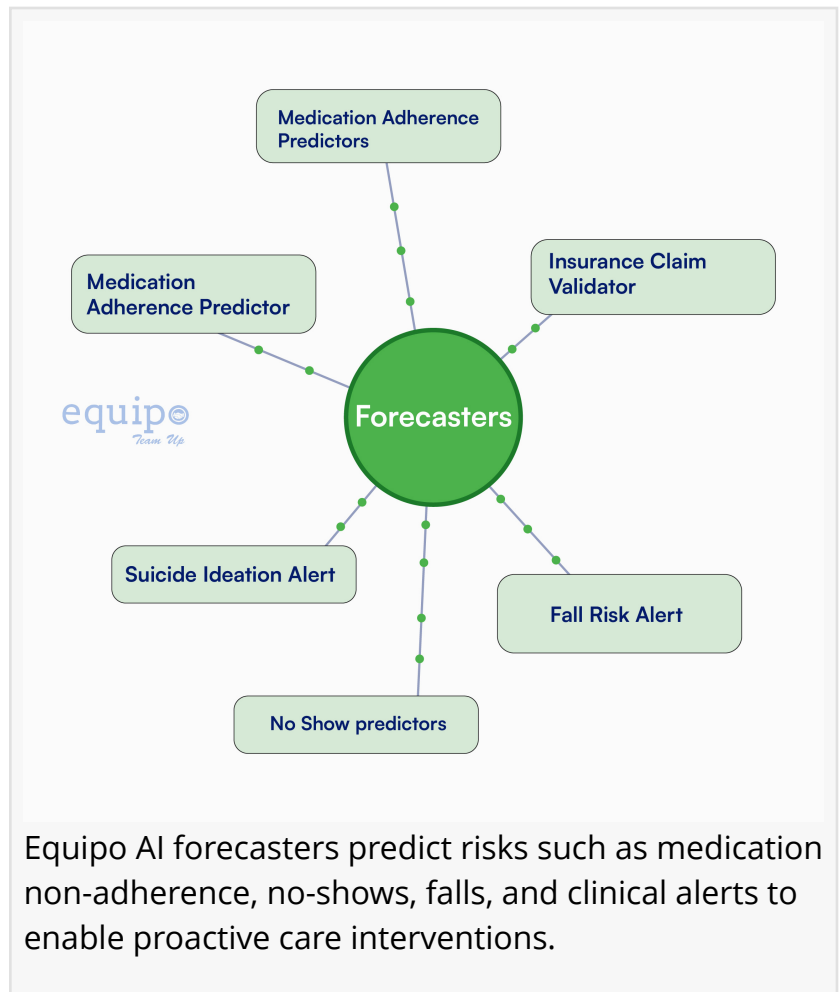 Medication Adherence
Predictors
Insurance Claim
Validator
Medication
Adherence Predictor
Forecasters
equipo
Team Up
Suicide Ideation Alert
Fall Risk Alert
No Show predictors
Equipo AI forecasters predict risks such as medication
non-adherence, no-shows, falls, and clinical alerts to
enable proactive care interventions.